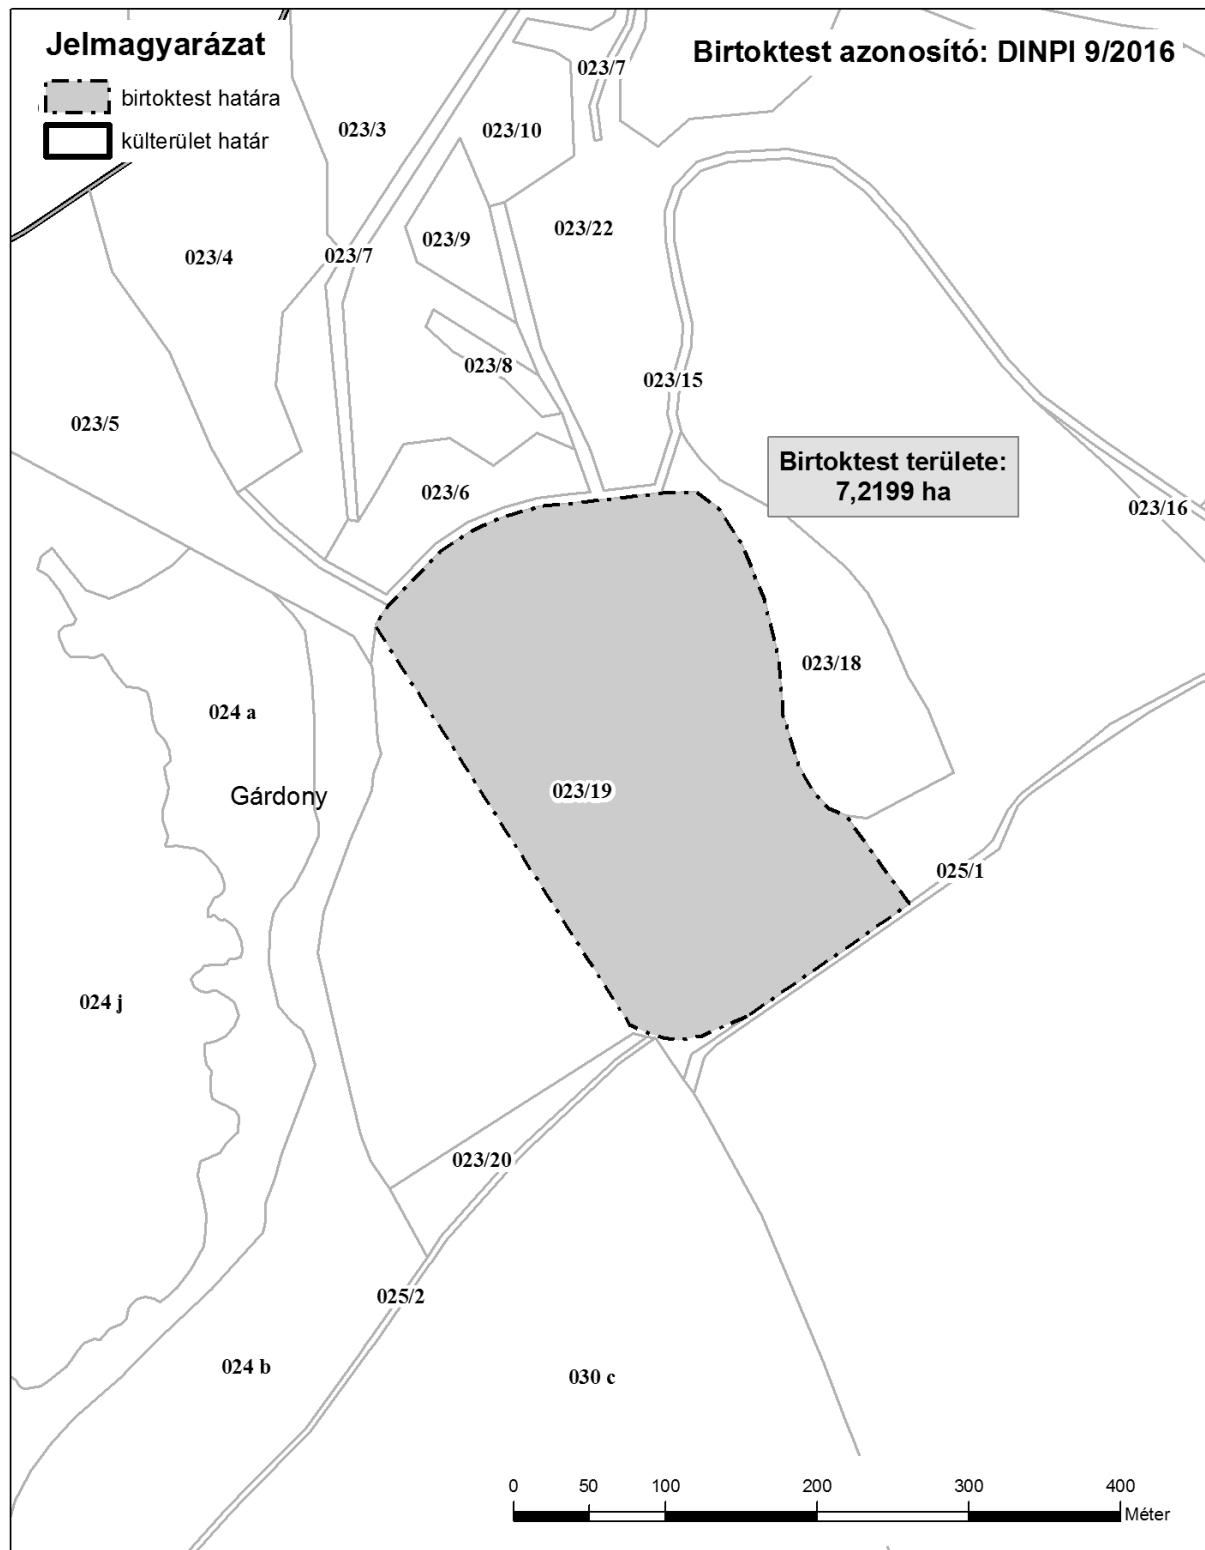 Jelmagyarázat
birtoktest határa
külterület határ
Birtoktest azonosító: DINPI 9/2016
023/7
023/3
023/10
023/22
023/9
023/4
023/7
023/8
023/15
023/5
Birtoktest területe:
7,2199 ha
023/6
023/16
023/18
024 a
Gárdony
023/19
025/1
024 j
023/20
025/2
024 b
030 c
0 50 100 200 300 400
Méter